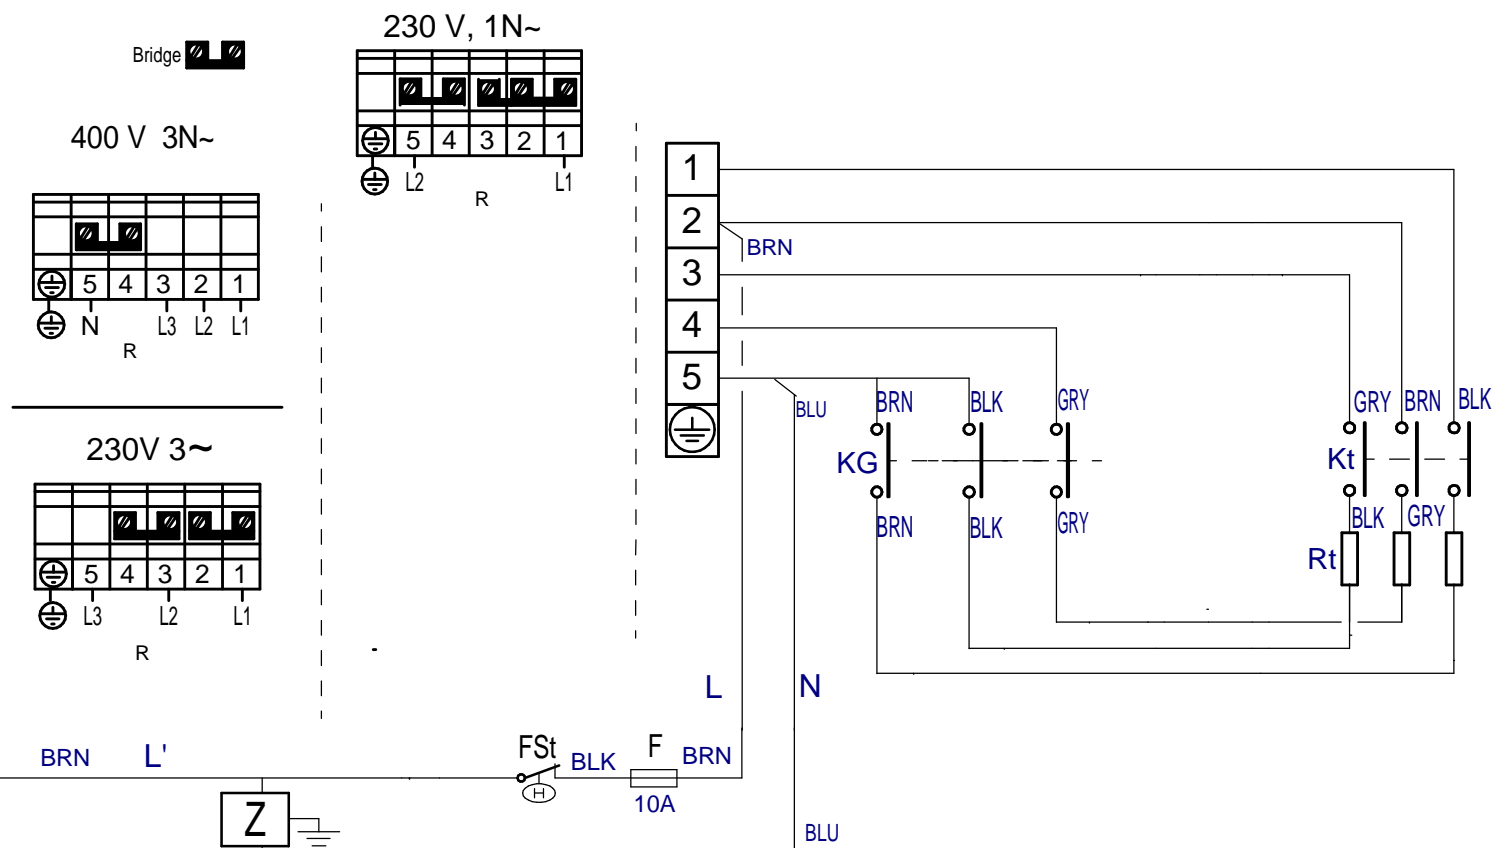 Bridge
400 V 3N~
5 4 3 2 1
N L3 L2 L1
R
230V 3~
5 4 3 2 1
L3 L2 L1
R
230 V, 1N~
5 4 3 2 1
L2 L1
R
1
2
3
4
5
BRN
BLU
BRN BLK GRY
KG
BRN BLK GRY
GRY BRN BLK
Kt
BLK GRY
Rt
L N
BRN L' FSt BLK F BRN
H
10A
Z
BLU